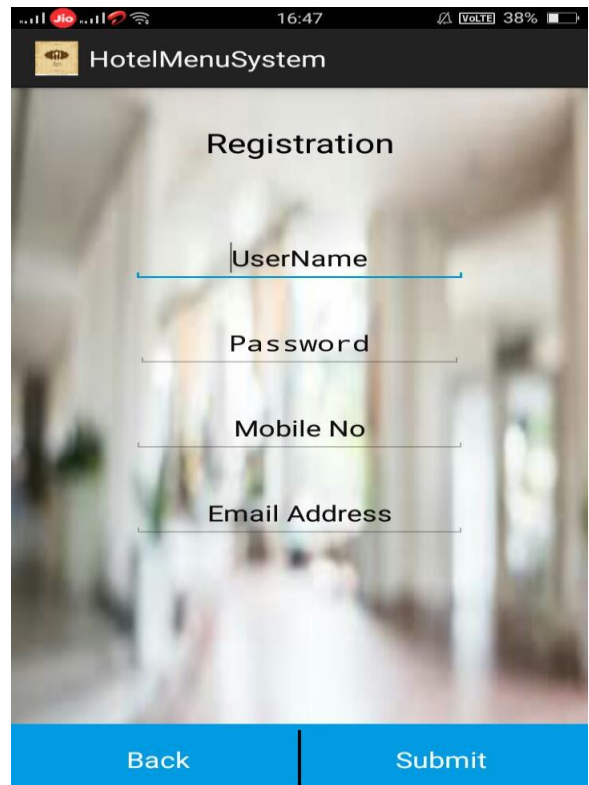 Jio 16:47 VoLTE 38%
HotelMenuSystem
Registration
UserName
Password
Mobile No
Email Address
Back Submit